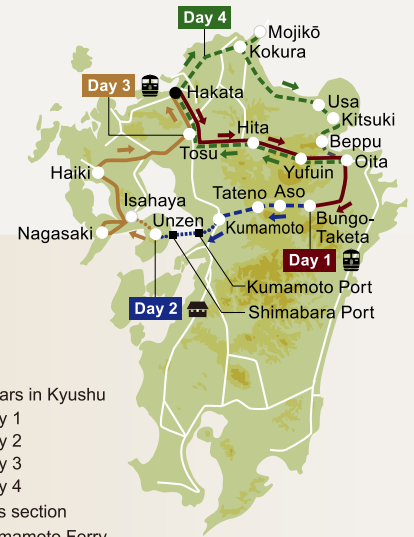 Day 4
Mojikō
Kokura
Day 3
Hakata
Usa
Kitsuki
Hita
Beppu
Tosu
Oita
Yufuin
Haiki
Tateno
Aso
Isahaya
Unzen
Bungo-
Taketa
Nagasaki
Kumamoto
Day 1
Kumamoto Port
Day 2
Shimabara Port
ars in Kyushu
y 1
y 2
y 3
y 4
s section
mamoto Ferry